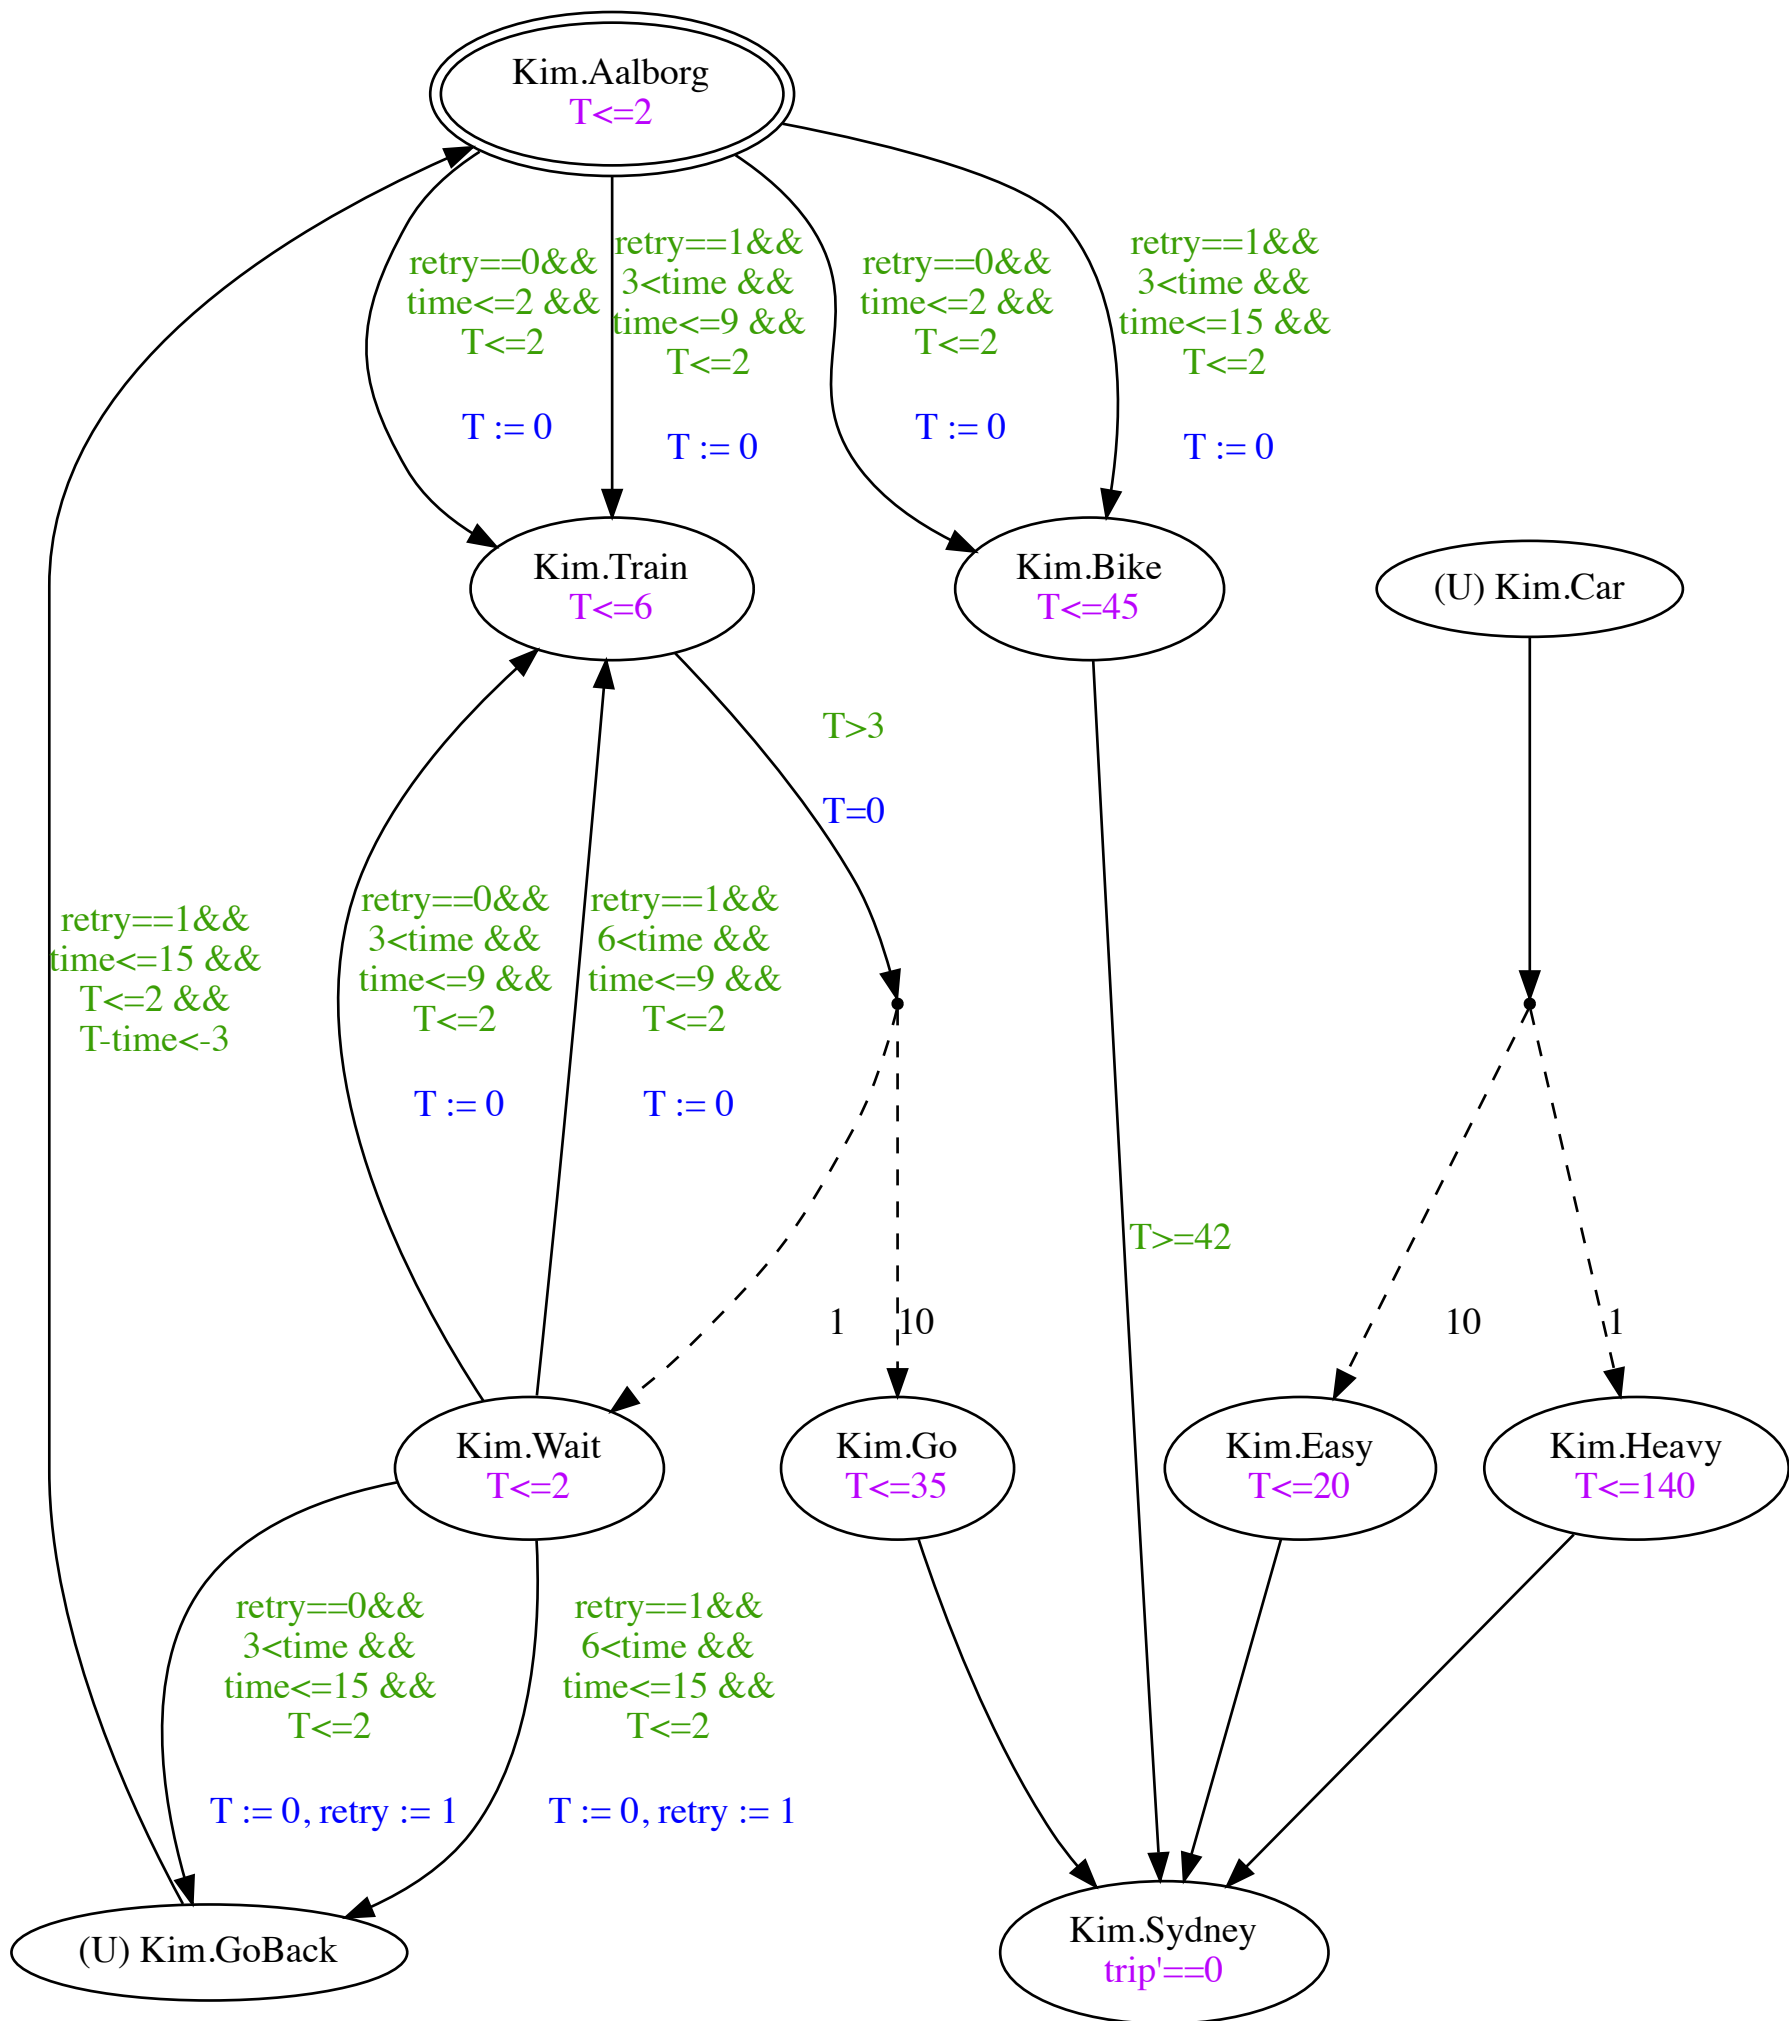 Kim.Aalborg
T<=2
retry==0&&
time<=2 &&
T<=2
T := 0
retry==1&&
3<time &&
time<=9 &&
T<=2
T := 0
retry==0&&
time<=2 &&
T<=2
T := 0
retry==1&&
3<time &&
time<=15 &&
T<=2
T := 0
Kim.Train
T<=6
Kim.Bike
T<=45
(U) Kim.Car
T>3
T=0
retry==1&&
time<=15 &&
T<=2 &&
T-time<-3
retry==0&&
3<time &&
time<=9 &&
T<=2
T := 0
retry==1&&
6<time &&
time<=9 &&
T<=2
T := 0
T>=42
1
10
10
1
Kim.Wait
T<=2
Kim.Go
T<=35
Kim.Easy
T<=20
Kim.Heavy
T<=140
retry==0&&
3<time &&
time<=15 &&
T<=2
T := 0, retry := 1
retry==1&&
6<time &&
time<=15 &&
T<=2
T := 0, retry := 1
(U) Kim.GoBack
Kim.Sydney
trip'==0